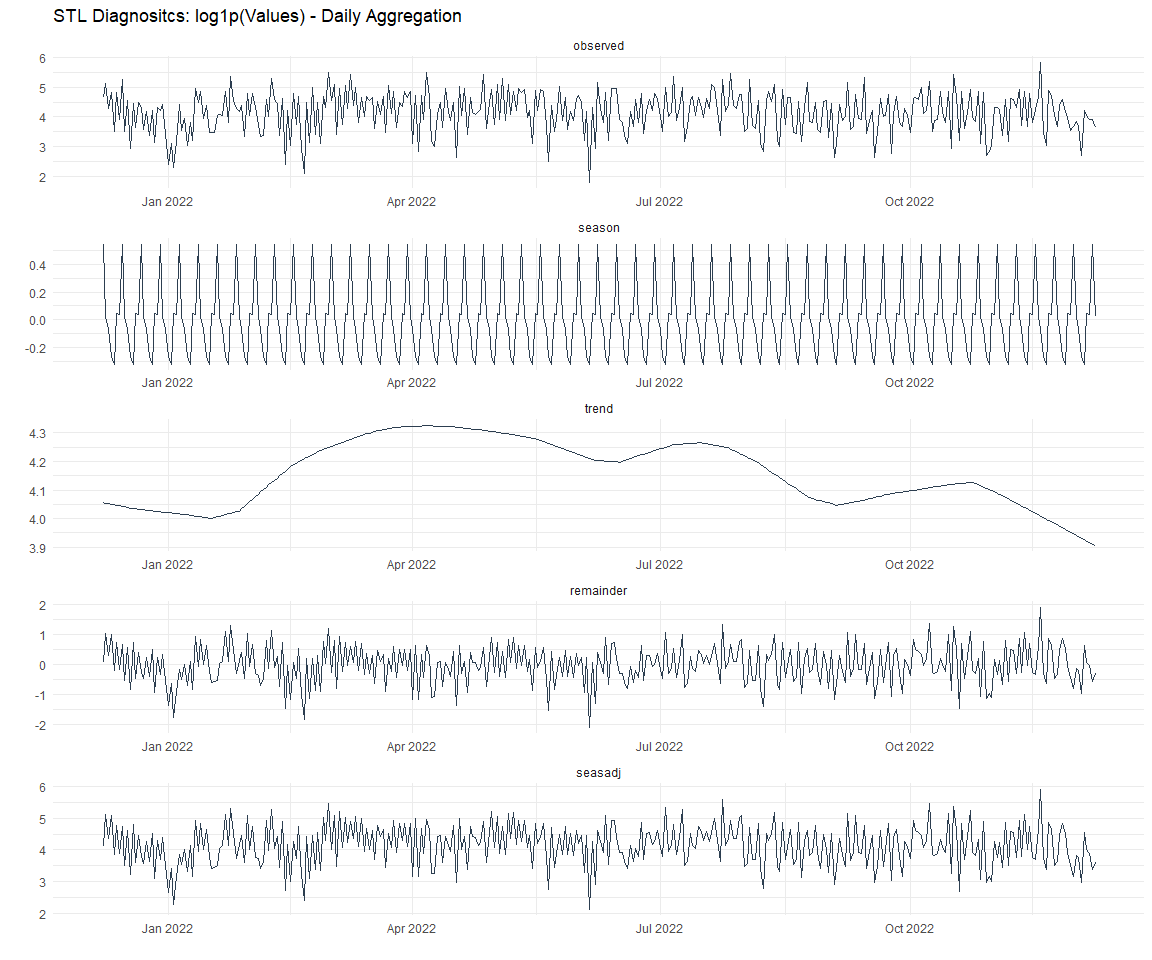 STL Diagnositcs: log1p(Values) - Daily Aggregation
observed
6
5
4
3
2
Jan 2022 Apr 2022 Jul 2022 Oct 2022
season
0.4
0.2
0.0
-0.2
Jan 2022 Apr 2022 Jul 2022 Oct 2022
trend
4.3
4.2
4.1
4.0
3.9
Jan 2022 Apr 2022 Jul 2022 Oct 2022
remainder
2
1
0
-1
-2
Jan 2022 Apr 2022 Jul 2022 Oct 2022
seasadj
6
5
4
3
2
Jan 2022 Apr 2022 Jul 2022 Oct 2022